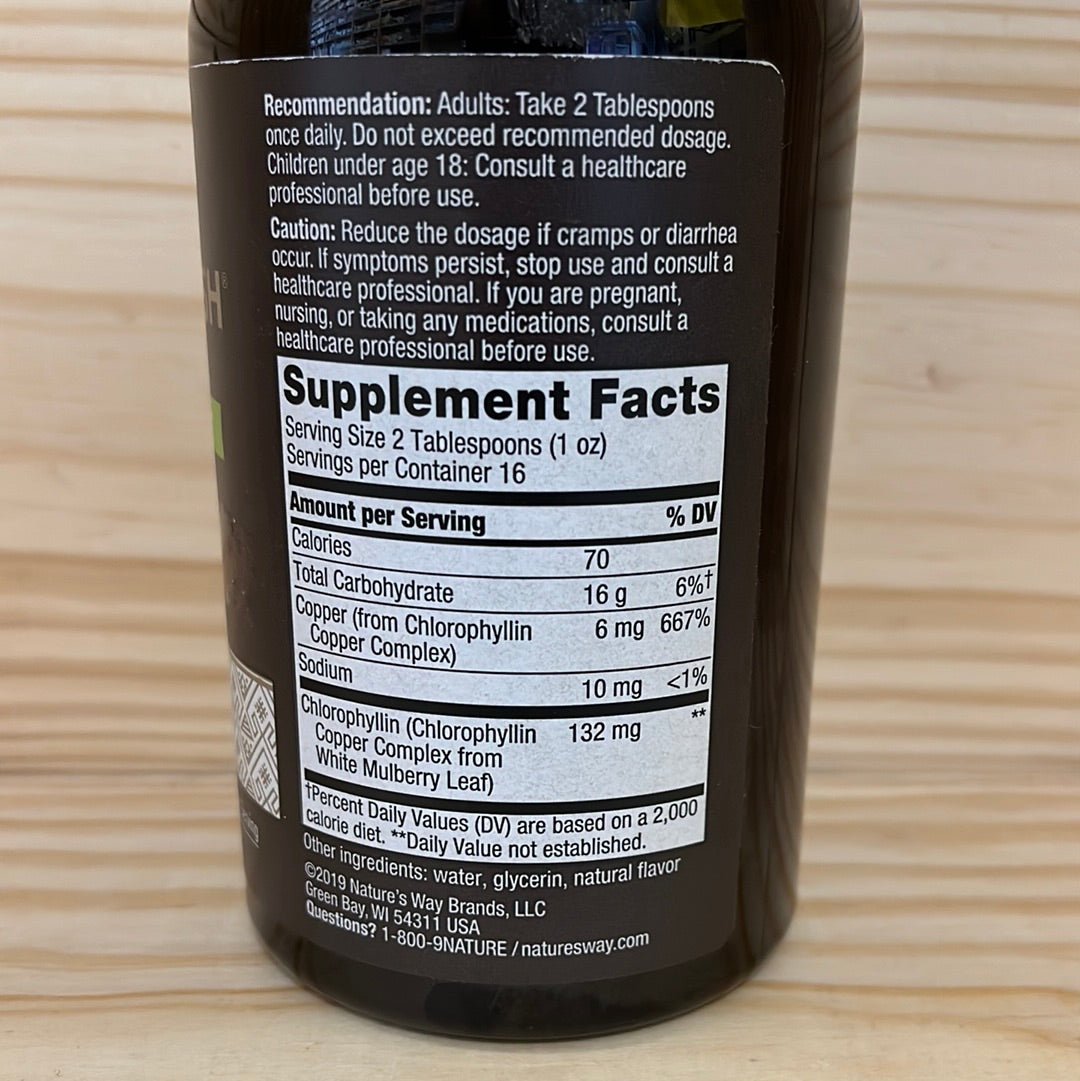 Recommendation: Adults: Take 2 Tablespoons
once daily. Do not exceed recommended dosage.
Children under age 18: Consult a healthcare
professional before use.
Caution: Reduce the dosage if cramps or diarrhea
occur. If symptoms persist, stop use and consult a
healthcare professional. If you are pregnant,
nursing, or taking any medications, consult a
healthcare professional before use.
Supplement Facts
Serving Size 2 Tablespoons (1 oz)
Servings per Container 16
Amount per Serving % DV
Calories 70
Total Carbohydrate 16 g 6%†
Copper (from Chlorophyllin 6 mg 667%
Copper Complex)
Sodium 10 mg <1%
Chlorophyllin (Chlorophyllin 132 mg **
Copper Complex from
White Mulberry Leaf)
†Percent Daily Values (DV) are based on a 2,000
calorie diet. **Daily Value not established.
Other ingredients: water, glycerin, natural flavor
©2019 Nature's Way Brands, LLC
Green Bay, WI 54311 USA
Questions? 1-800-9NATURE / naturesway.com